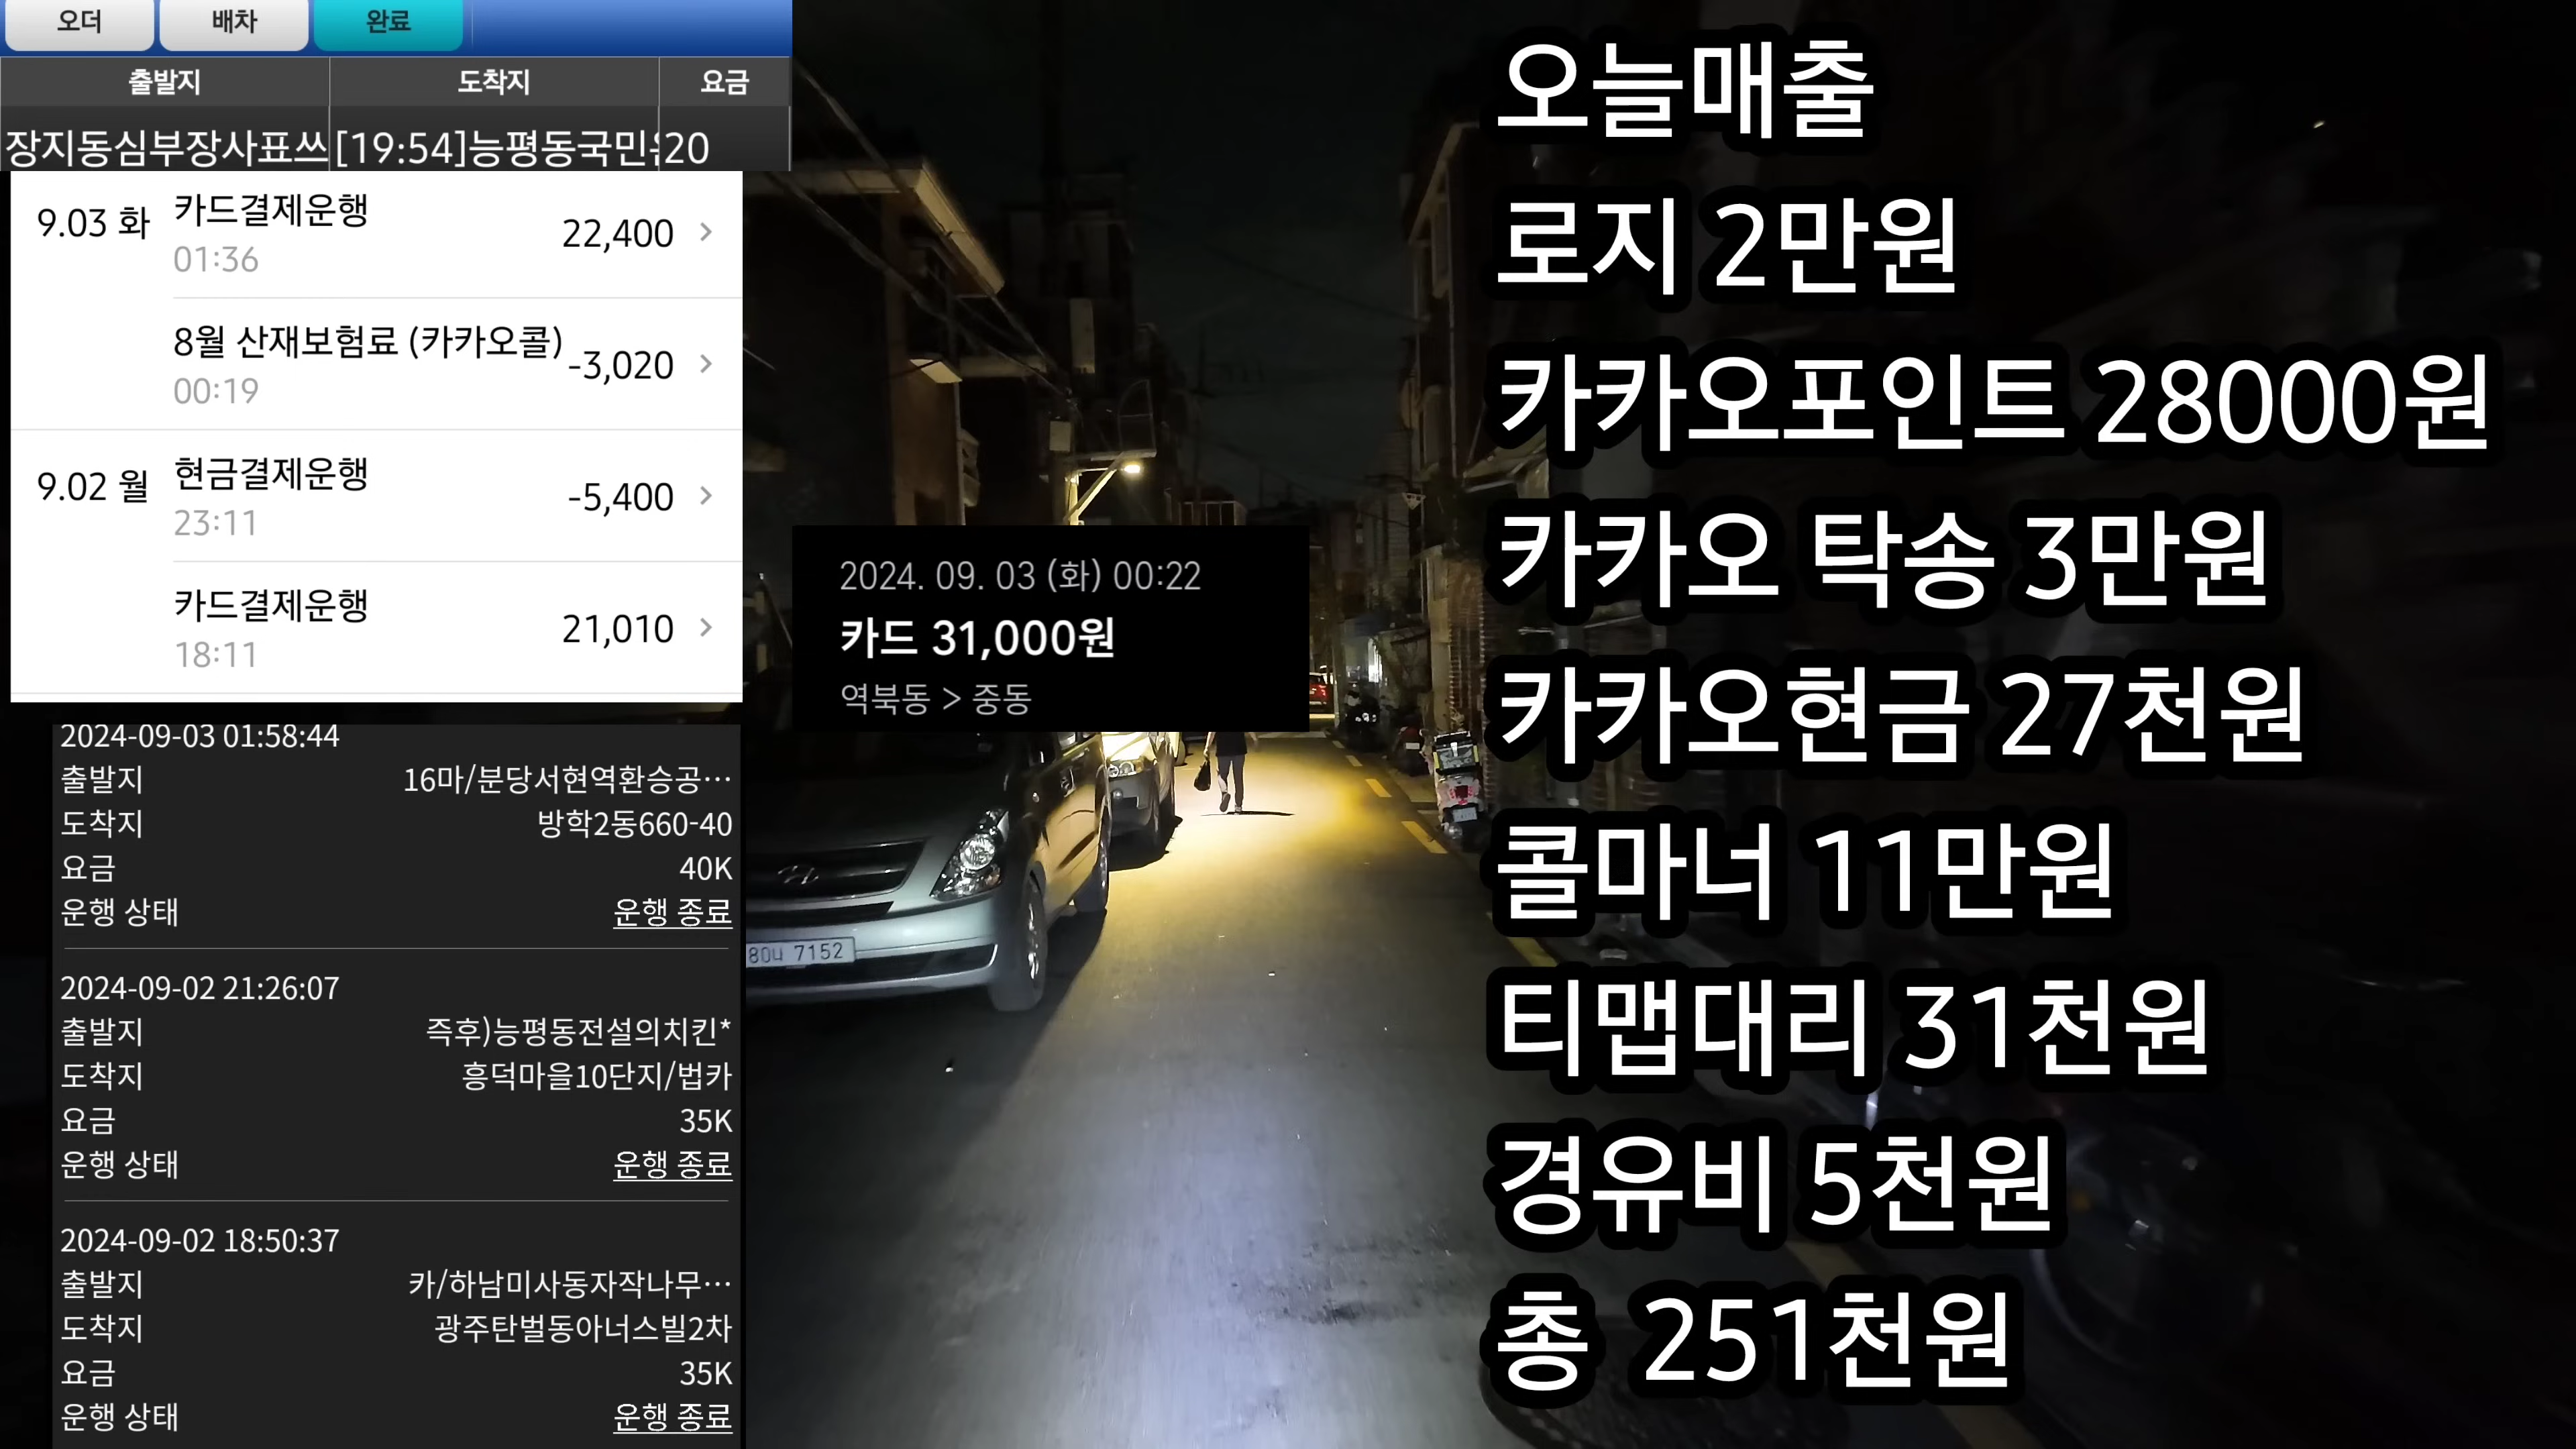 오더 배차 완료
출발지 도착지 요금
장지동심부장사표쓰 [19:54]능평동국민 20
9.03 화 카드결제운행 22,400
01:36
8월 산재보험료 (카카오콜) -3,020
00:19
9.02 월 현금결제운행 -5,400
23:11
카드결제운행 21,010
18:11
2024-09-03 01:58:44
출발지 16마/분당서현역환승공…
도착지 방학2동660-40
요금 40K
운행 상태 운행 종료
2024-09-02 21:26:07
출발지 즉후)능평동전설의치킨*
도착지 흥덕마을10단지/법카
요금 35K
운행 상태 운행 종료
2024-09-02 18:50:37
출발지 카/하남미사동자작나무…
도착지 광주탄벌동아너스빌2차
요금 35K
운행 상태 운행 종료
2024. 09. 03 (화) 00:22
카드 31,000원
역북동 > 중동
80너 7152
오늘매출
로지 2만원
카카오포인트 28000원
카카오 탁송 3만원
카카오현금 27천원
콜마너 11만원
티맵대리 31천원
경유비 5천원
총 251천원